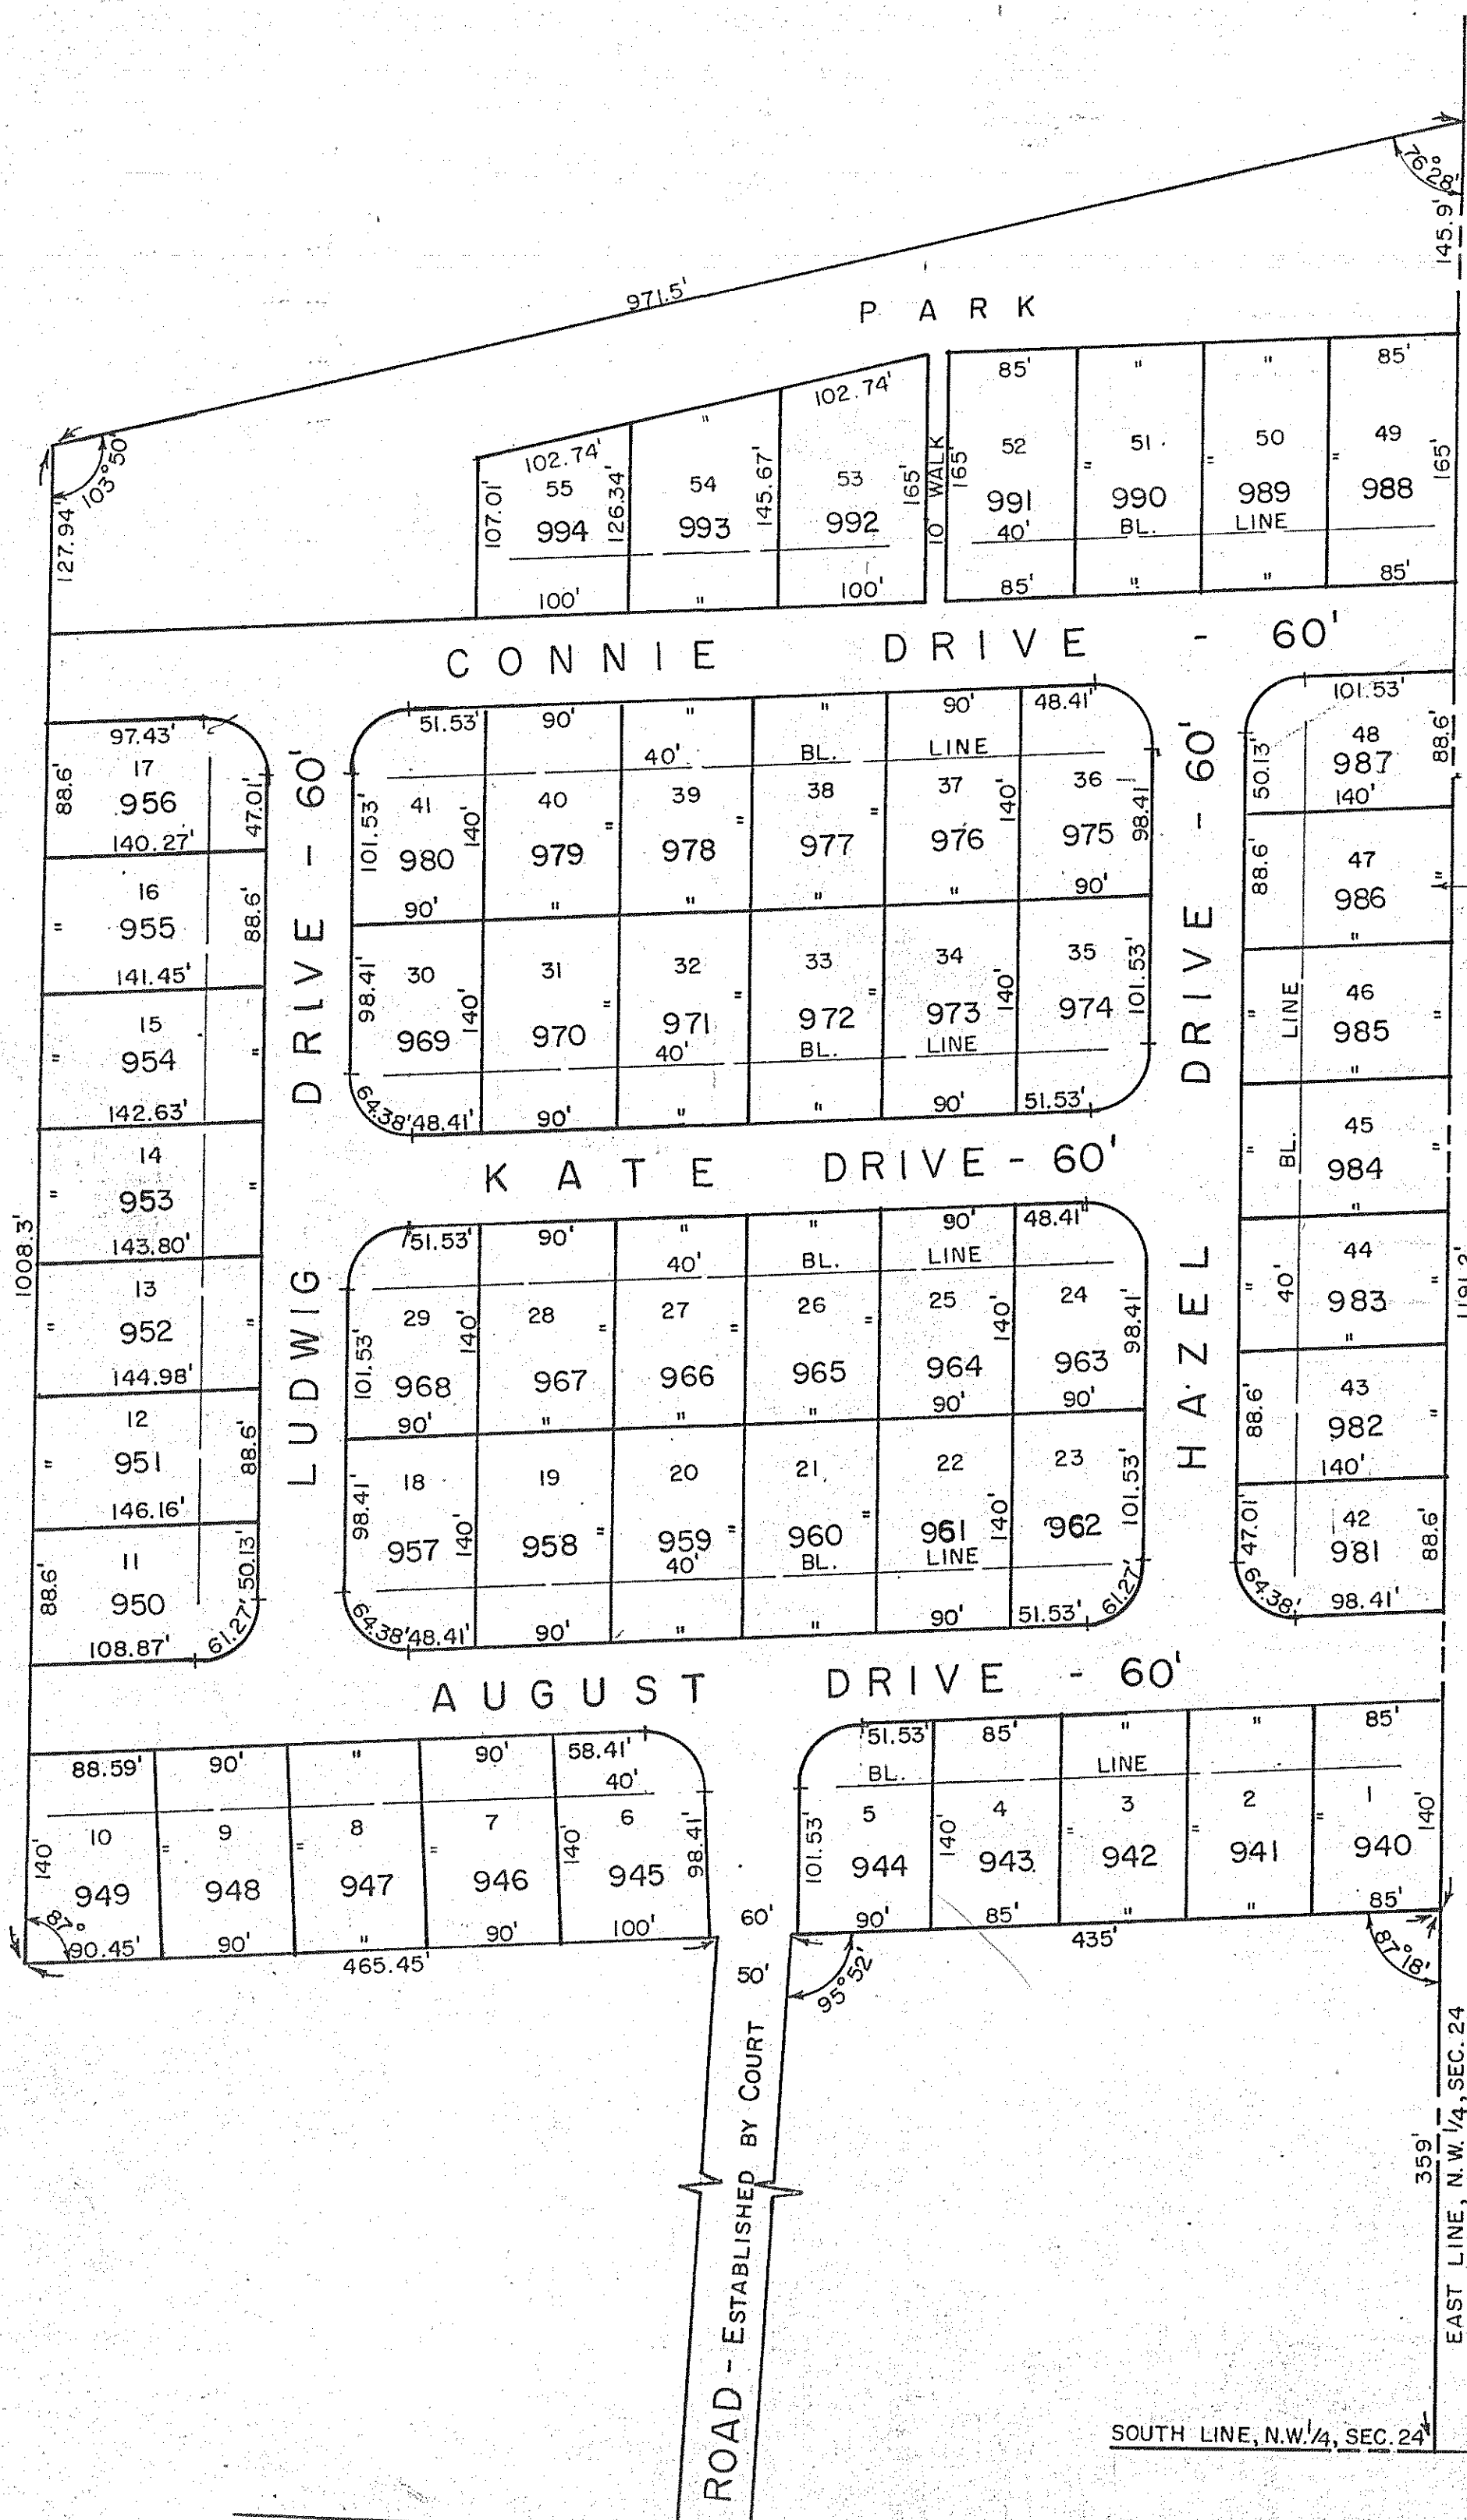 76°28'
145.9'
971.5'
PARK
103°50'
127.94'
102.74' " 102.74'
107.01' 126.34' 145.67' 165'
55 54 53
994 993 992
100' " 100'
10 WALK
85' " " 85'
165' 52 51 50 49 165'
= = =
991 990 989 988
40' BL. LINE
85' " " 85'
CONNIE DRIVE - 60'
97.43'
88.6' 17 47.01'
956
140.27'
16 88.6'
= 955
141.45'
15
= 954 =
142.63'
14
= 953 =
143.80'
13
= 952 =
144.98'
12 88.6'
= 951
146.16'
11 50.13'
88.6' 950
108.87' 61.27'
1008.3'
LUDWIG DRIVE - 60'
51.53' 90' " " 90' 48.41'
40' BL. LINE
101.53' 41 140' 40 = 39 = 38 = 37 140' 36 98.41'
980 979 978 977 976 975
90' " " " " 90'
98.41' 30 140' 31 = 32 = 33 = 34 140' 35 101.53'
969 970 971 972 973 974
40' BL. LINE
64.38' 48.41' 90' " " 90' 51.53'
KATE DRIVE - 60'
51.53' 90' " " 90' 48.41'
40' BL. LINE
101.53' 29 140' 28 = 27 = 26 = 25 140' 24 98.41'
968 967 966 965 964 963
90' " " " 90' 90'
98.41' 18 140' 19 = 20 = 21 = 22 140' 23 101.53'
957 958 959 960 961 962
40' BL. LINE
64.38' 48.41' 90' " " 90' 51.53' 61.27'
HAZEL DRIVE - 60'
101.53'
50.13' 48 88.6'
987
140'
88.6' 47 "
986
"
= 46 =
985
"
= 45 =
984
"
= 44 =
983
"
88.6' 43 =
982
140'
47.01' 42 88.6'
981
64.38' 98.41'
40' BL. LINE
AUGUST DRIVE - 60'
88.59' 90' " 90' 58.41'
40'
140' 10 = 9 = 8 = 7 140' 6 98.41'
949 948 947 946 945
87°
90.45' 90' " 90' 100'
465.45'
60'
51.53' 85' " " 85'
BL. LINE
101.53' 5 140' 4 = 3 = 2 = 1 140'
944 943 942 941 940
90' 85' " " 85'
435'
50'
95°52'
87°18'
ROAD - ESTABLISHED BY COURT
359'
EAST LINE, N.W. 1/4, SEC. 24
SOUTH LINE, N.W. 1/4, SEC. 24